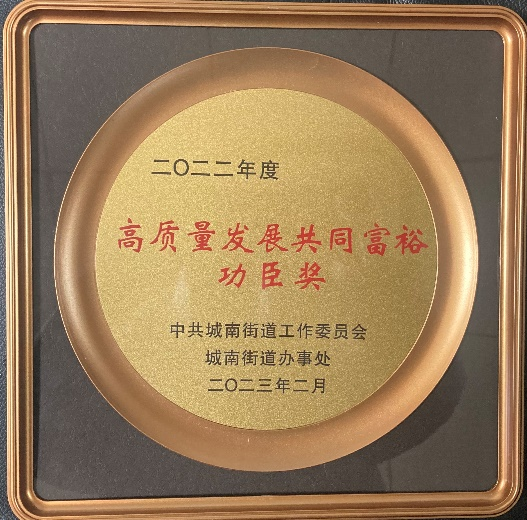 二〇二二年度
高质量发展共同富裕
功臣奖
中共城南街道工作委员会
城南街道办事处
二〇二三年二月